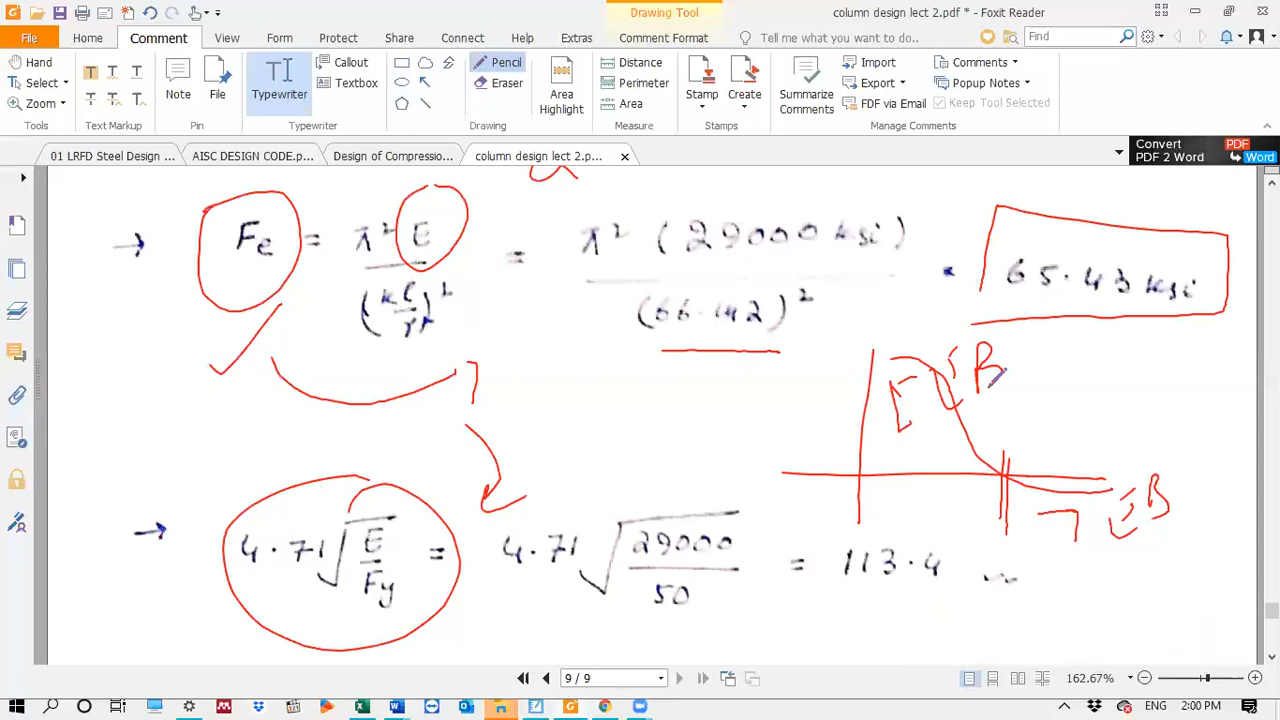 column design lect 2.pdf * - Foxit Reader
Drawing Tool
File Home Comment View Form Protect Share Connect Help Extras Comment Format Tell me what you want to do... Find
Hand
Select
Zoom
Tools
Text Markup
Note
File
Pin
Typewriter
Callout
Textbox
Typewriter
Pencil
Eraser
Drawing
Area Highlight
Distance
Perimeter
Area
Measure
Stamp
Create
Stamps
Summarize Comments
Import
Export
FDF via Email
Comments
Popup Notes
Keep Tool Selected
Manage Comments
01 LRFD Steel Design ...
AISC DESIGN CODE.p...
Design of Compressio...
column design lect 2.p...
Convert PDF
PDF 2 Word Word
→ Fe = π² E / (kl/r)² = π² (29000 ksi) / (66.142)² 65.43 ksi
B
B
→ 4.71 √ E / Fy = 4.71 √ 29000 / 50 = 113.4
9 / 9
162.67%
ENG 2:00 PM